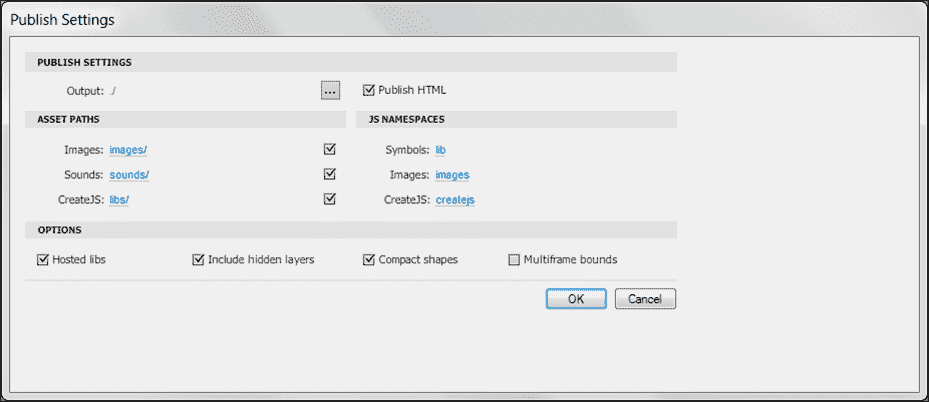 Publish Settings
PUBLISH SETTINGS
Output: ./ ... Publish HTML
ASSET PATHS JS NAMESPACES
Images: images/ Symbols: lib
Sounds: sounds/ Images: images
CreateJS: libs/ CreateJS: createjs
OPTIONS
Hosted libs Include hidden layers Compact shapes Multiframe bounds
OK Cancel